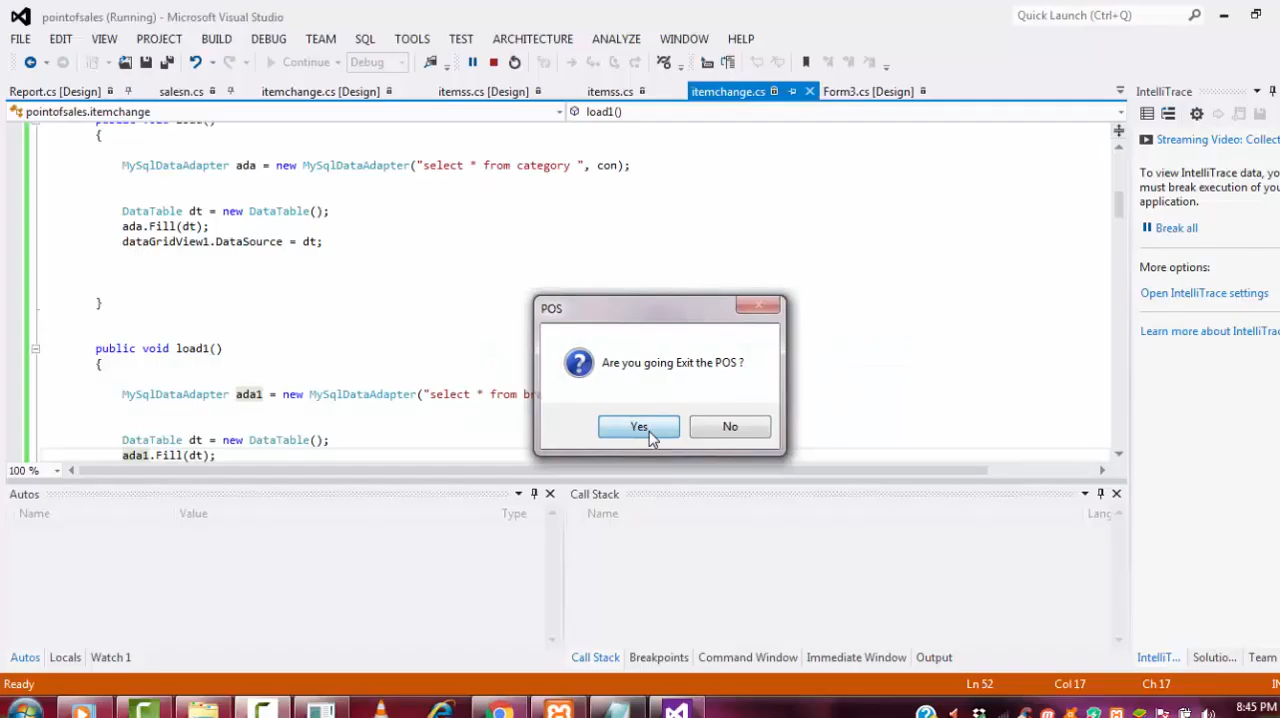 pointofsales (Running) - Microsoft Visual Studio
Quick Launch (Ctrl+Q)
FILE EDIT VIEW PROJECT BUILD DEBUG TEAM SQL TOOLS TEST ARCHITECTURE ANALYZE WINDOW HELP
Continue Debug
Report.cs [Design] salesn.cs itemchange.cs [Design] itemss.cs [Design] itemss.cs itemchange.cs Form3.cs [Design]
IntelliTrace
pointofsales.itemchange load1()
{
MySqlDataAdapter ada = new MySqlDataAdapter("select * from category ", con);
DataTable dt = new DataTable();
ada.Fill(dt);
dataGridView1.DataSource = dt;
}
public void load1()
{
MySqlDataAdapter ada1 = new MySqlDataAdapter("select * from
DataTable dt = new DataTable();
ada1.Fill(dt);
100 %
POS
Are you going Exit the POS ?
Yes No
Streaming Video: Collect
To view IntelliTrace data, you
must break execution of your
application.
Break all
More options:
Open IntelliTrace settings
Learn more about IntelliTra
Autos
Name Value Type
Call Stack
Name Lang
Autos Locals Watch 1
Call Stack Breakpoints Command Window Immediate Window Output
IntelliT... Solutio... Team
Ready Ln 52 Col 17 Ch 17 IN
8:45 PM